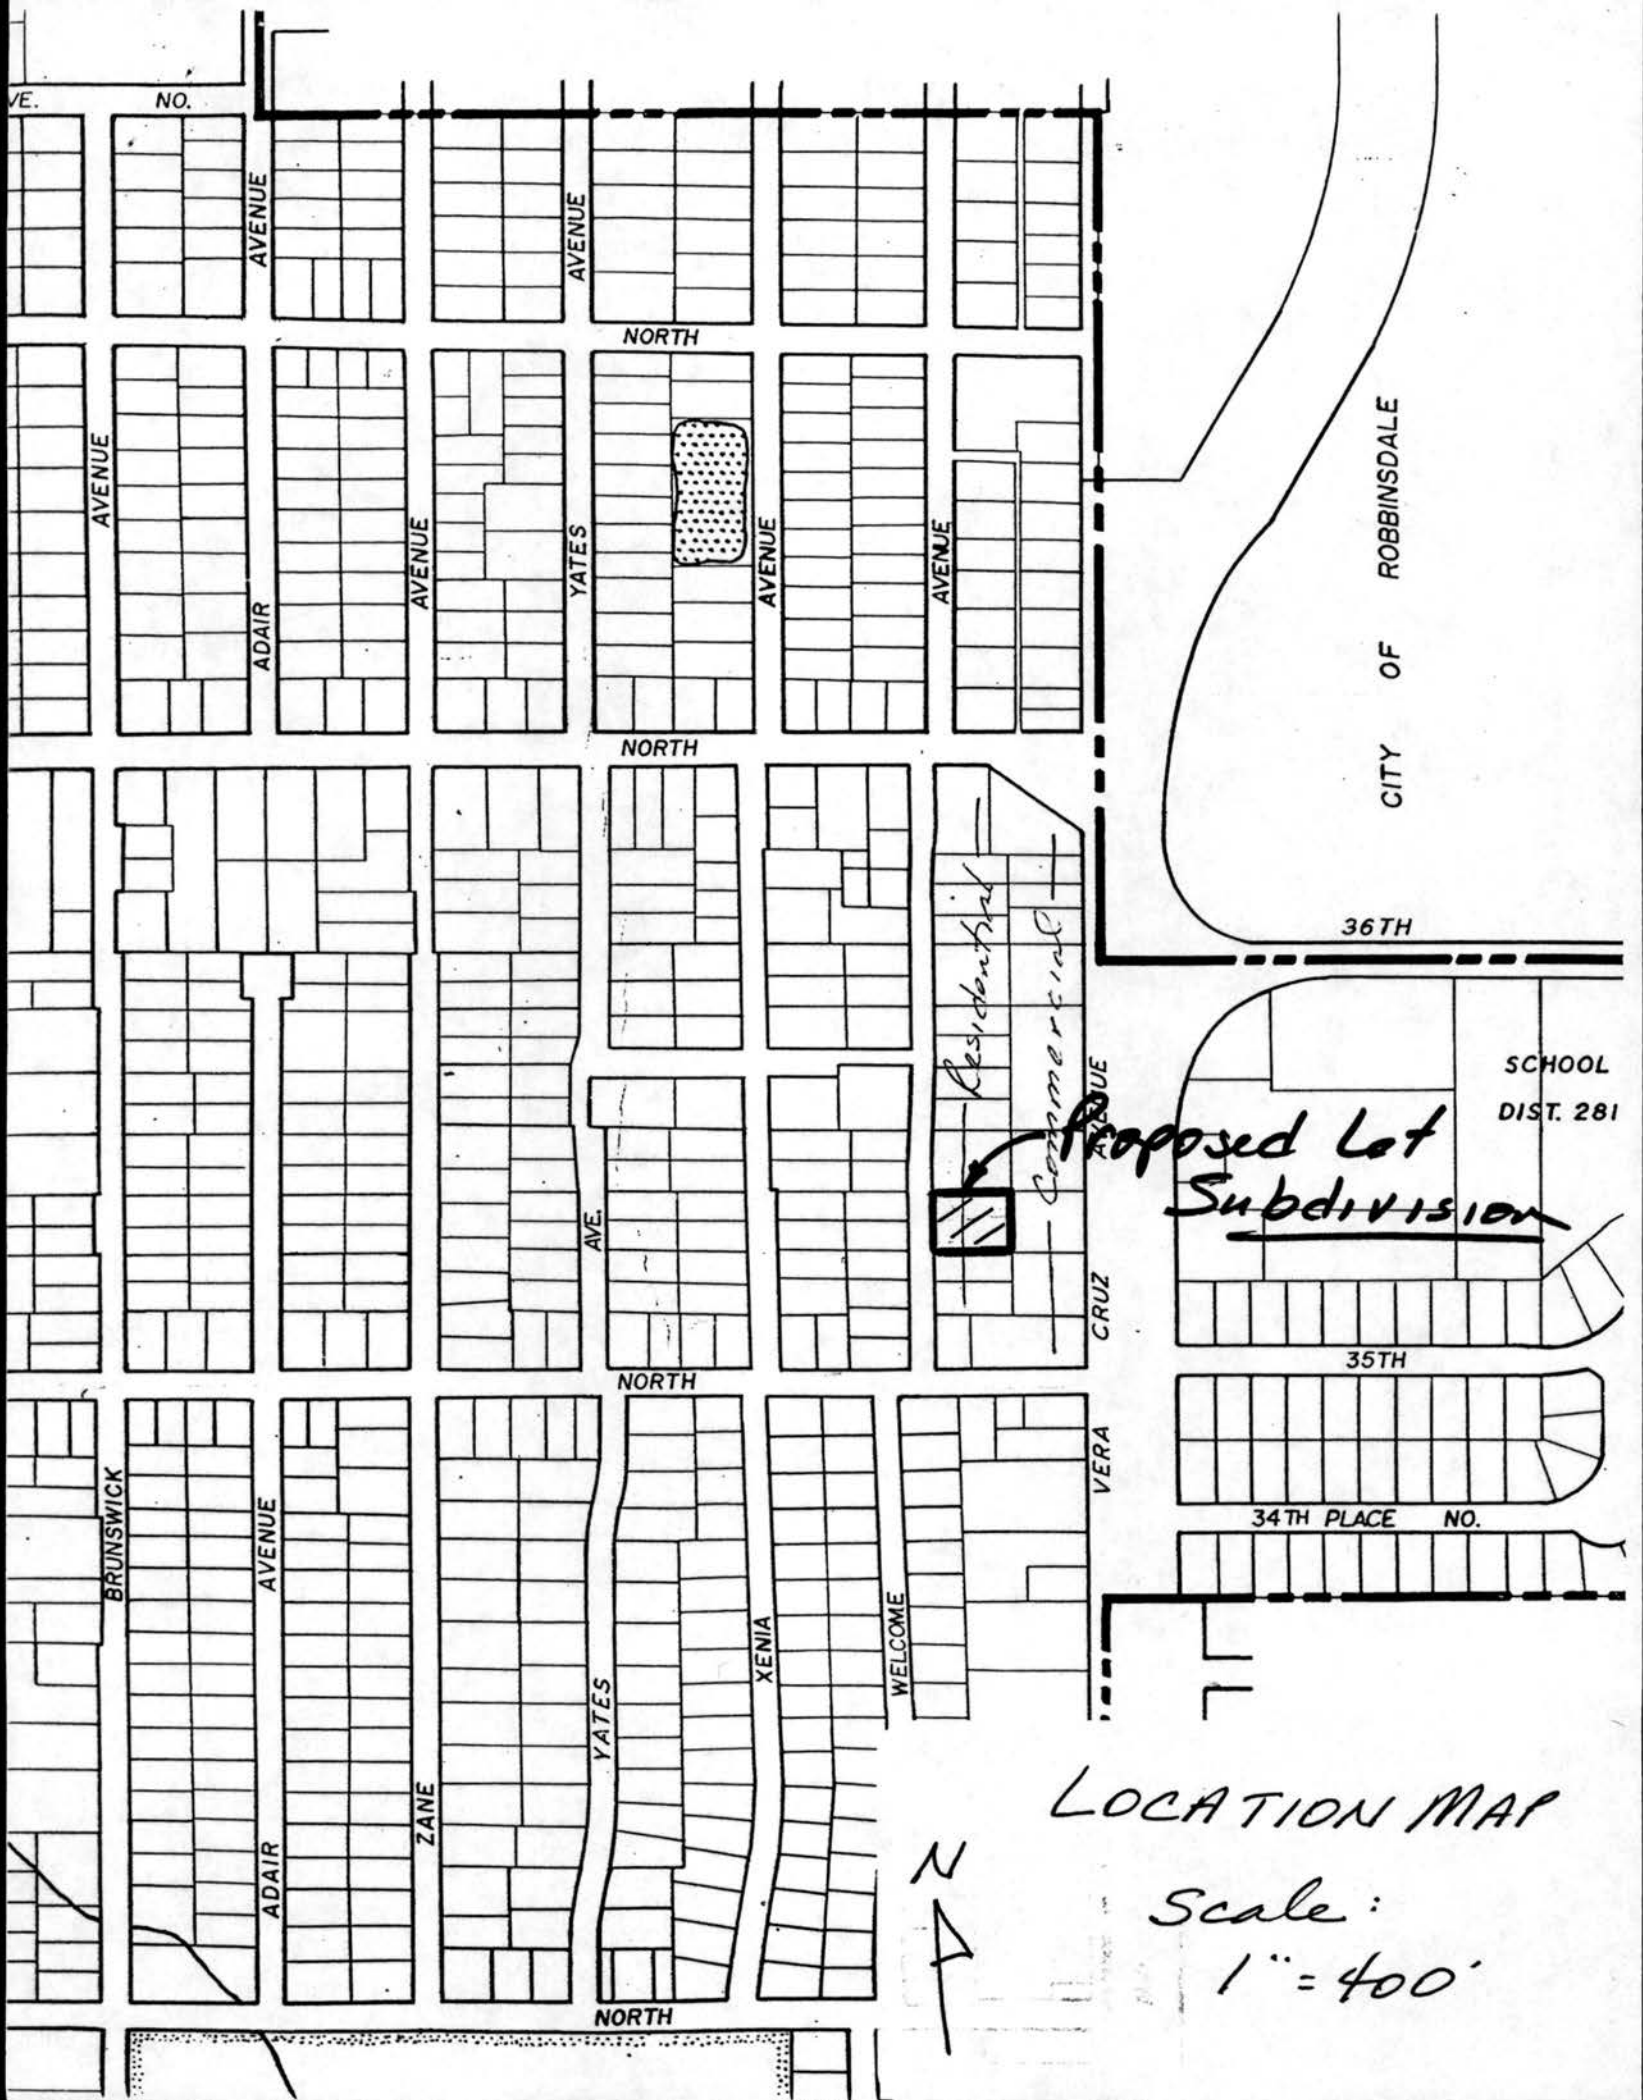 VE. NO.
AVENUE
AVENUE
NORTH
AVENUE
ADAIR
AVENUE
YATES
AVENUE
AVENUE
CITY OF ROBBINSDALE
NORTH
36TH
Residential
Commercial
SCHOOL
DIST. 281
Proposed Lot
Subdivision
AVE.
VERA CRUZ AVENUE
NORTH
35TH
34TH PLACE NO.
BRUNSWICK
ADAIR AVENUE
ZANE
YATES
XENIA
WELCOME
LOCATION MAP
N
Scale:
1" = 400'
NORTH